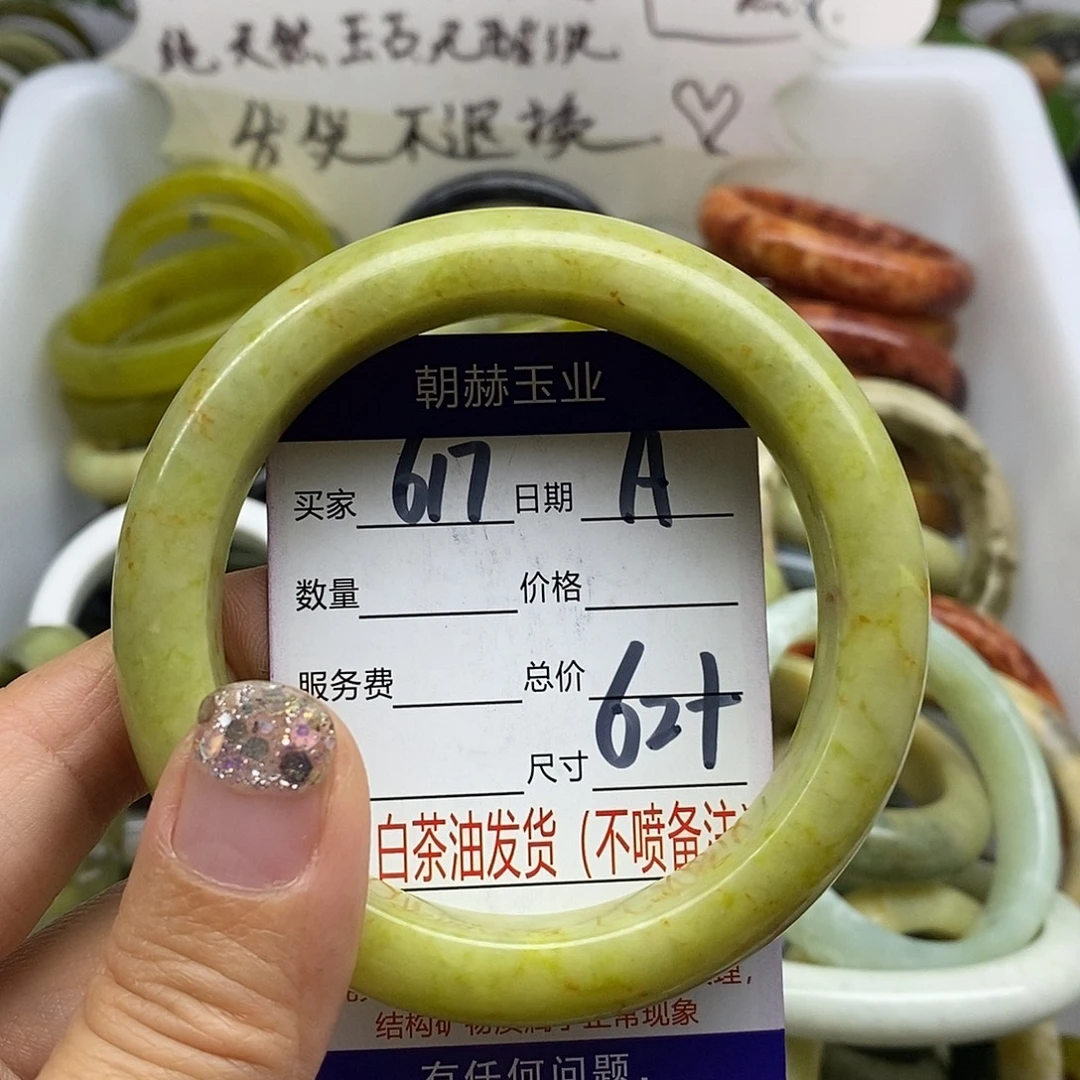 纯天然玉石无酸洗
不退换
朝赫玉业
买家 617 日期 A
数量 价格
服务费 总价
尺寸 62+
白茶油发货（不喷备注
理，
结构矿物质属于正常现象
有任何问题，